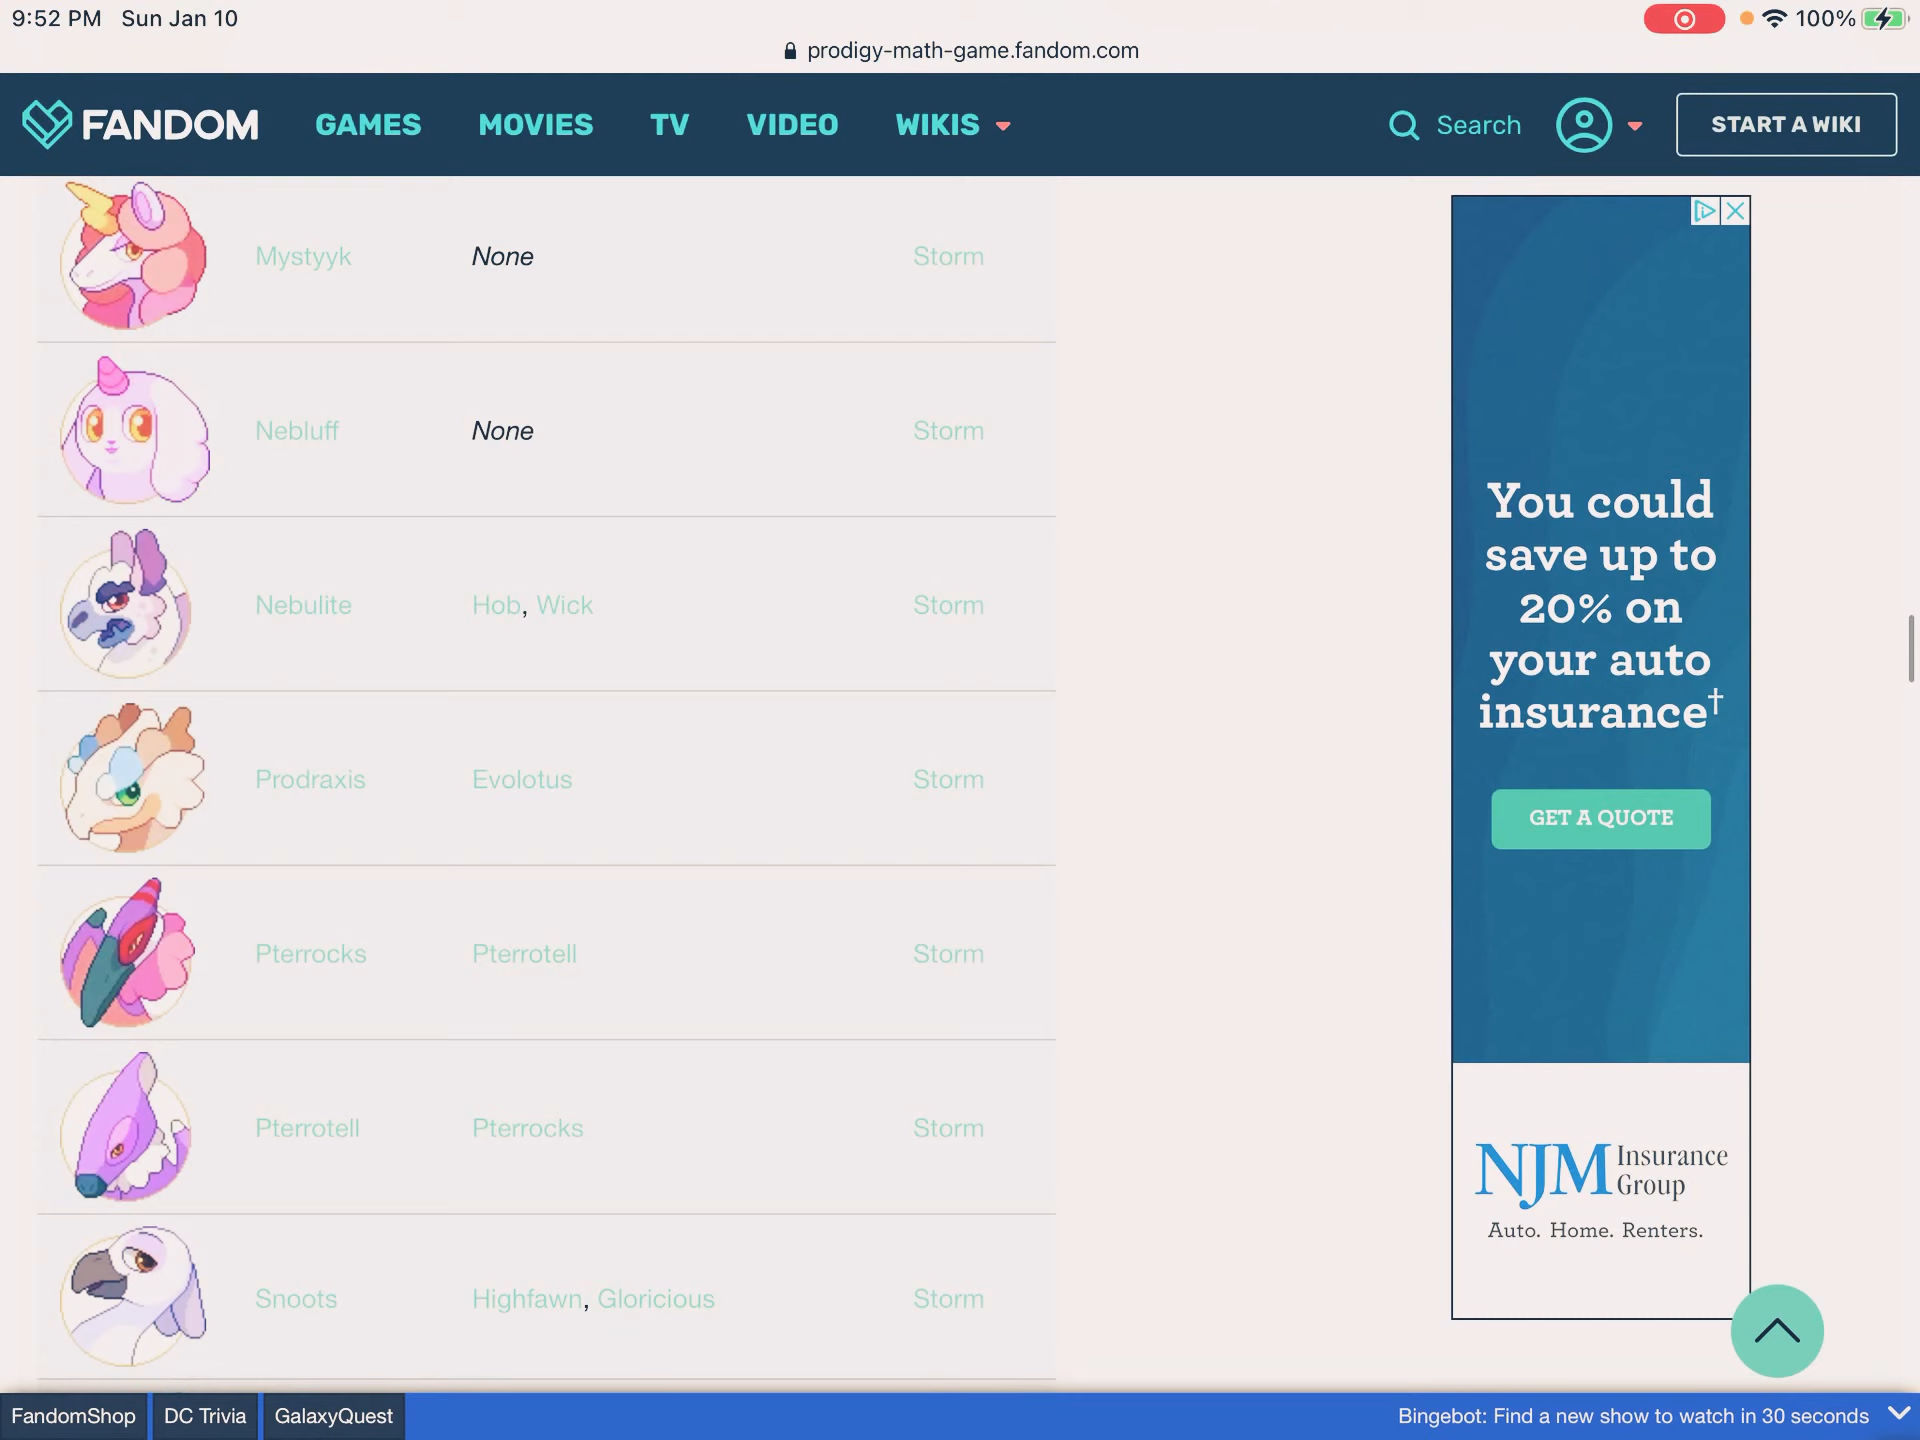 9:52 PM Sun Jan 10 100%
prodigy-math-game.fandom.com
FANDOM GAMES MOVIES TV VIDEO WIKIS Search START A WIKI
Mystyyk None Storm
Nebluff None Storm
Nebulite Hob, Wick Storm
Prodraxis Evolotus Storm
Pterrocks Pterrotell Storm
Pterrotell Pterrocks Storm
Snoots Highfawn, Gloricious Storm
You could
save up to
20% on
your auto
insurance†
GET A QUOTE
NJM Insurance
Group
Auto. Home. Renters.
FandomShop DC Trivia GalaxyQuest Bingebot: Find a new show to watch in 30 seconds